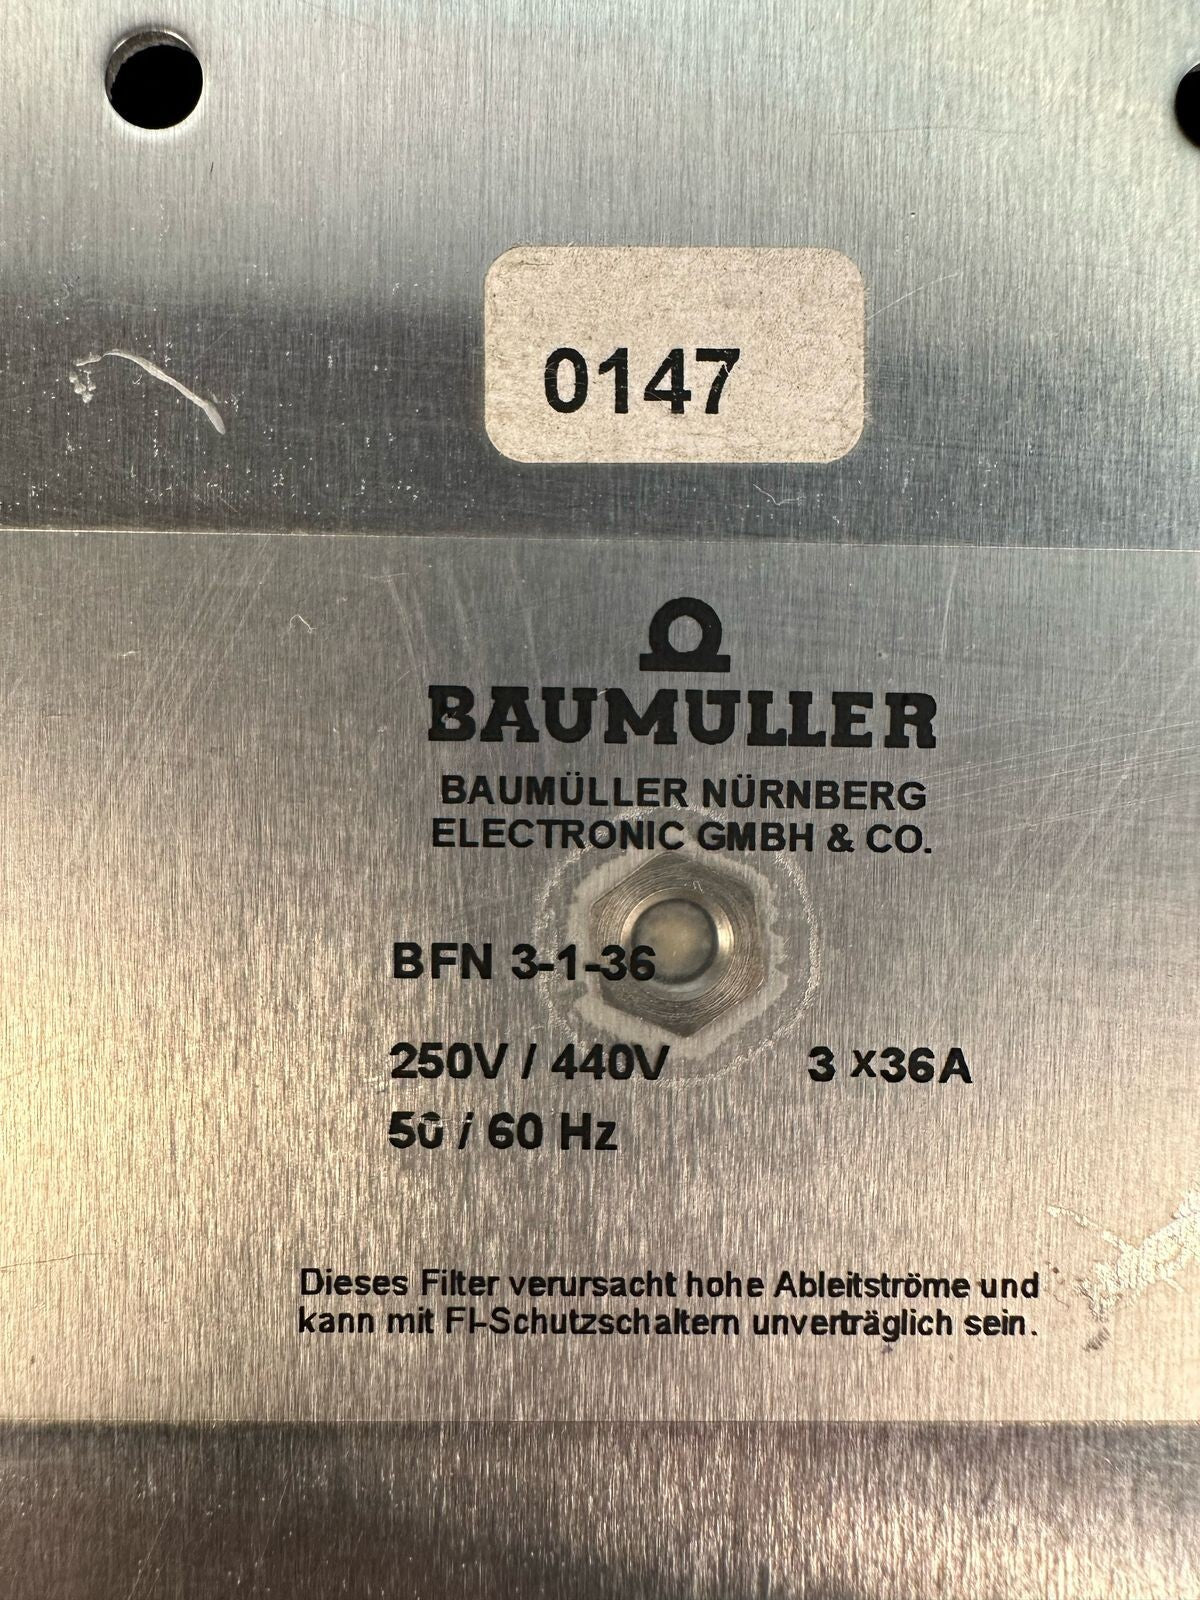 0147
BAUMULLER
BAUMÜLLER NÜRNBERG
ELECTRONIC GMBH & CO.
BFN 3-1-36
250V / 440V 3 x36A
50 / 60 Hz
Dieses Filter verursacht hohe Ableitströme und
kann mit FI-Schutzschaltern unverträglich sein.